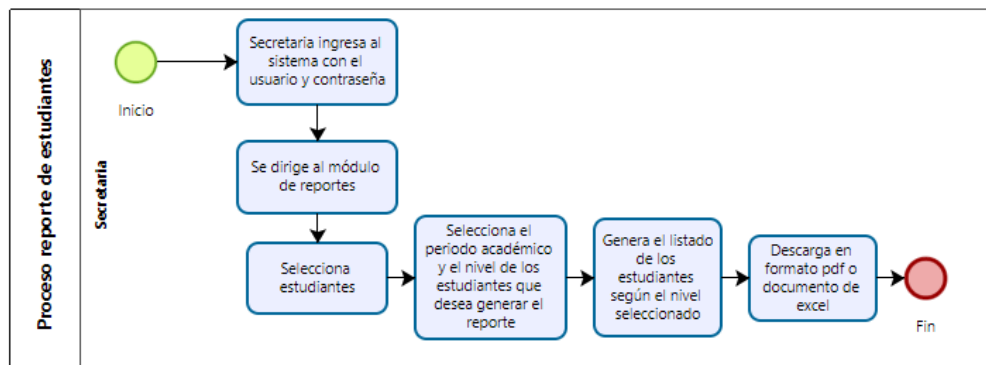 Proceso reporte de estudiantes
Secretaria
Inicio
Secretaria ingresa al
sistema con el
usuario y contraseña
Se dirige al módulo
de reportes
Selecciona
estudiantes
Selecciona el
periodo académico
y el nivel de los
estudiantes que
desea generar el
reporte
Genera el listado
de los
estudiantes
según el nivel
seleccionado
Descarga en
formato pdf o
documento de
excel
Fin